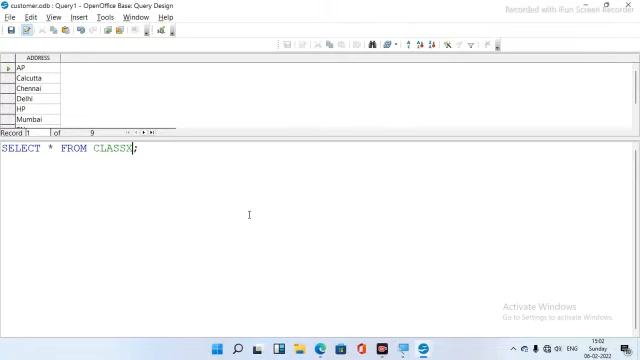 customer.odb : Query1 - OpenOffice Base: Query Design
Recorded with iFun Screen Recorder
File Edit View Insert Tools Window Help
ADDRESS
AP
Calcutta
Chennai
Delhi
HP
Mumbai
Record 1 of 9
SELECT * FROM CLASSX;
Activate Windows
Go to Settings to activate Windows.
ENG
15:02
Sunday
06-02-2022